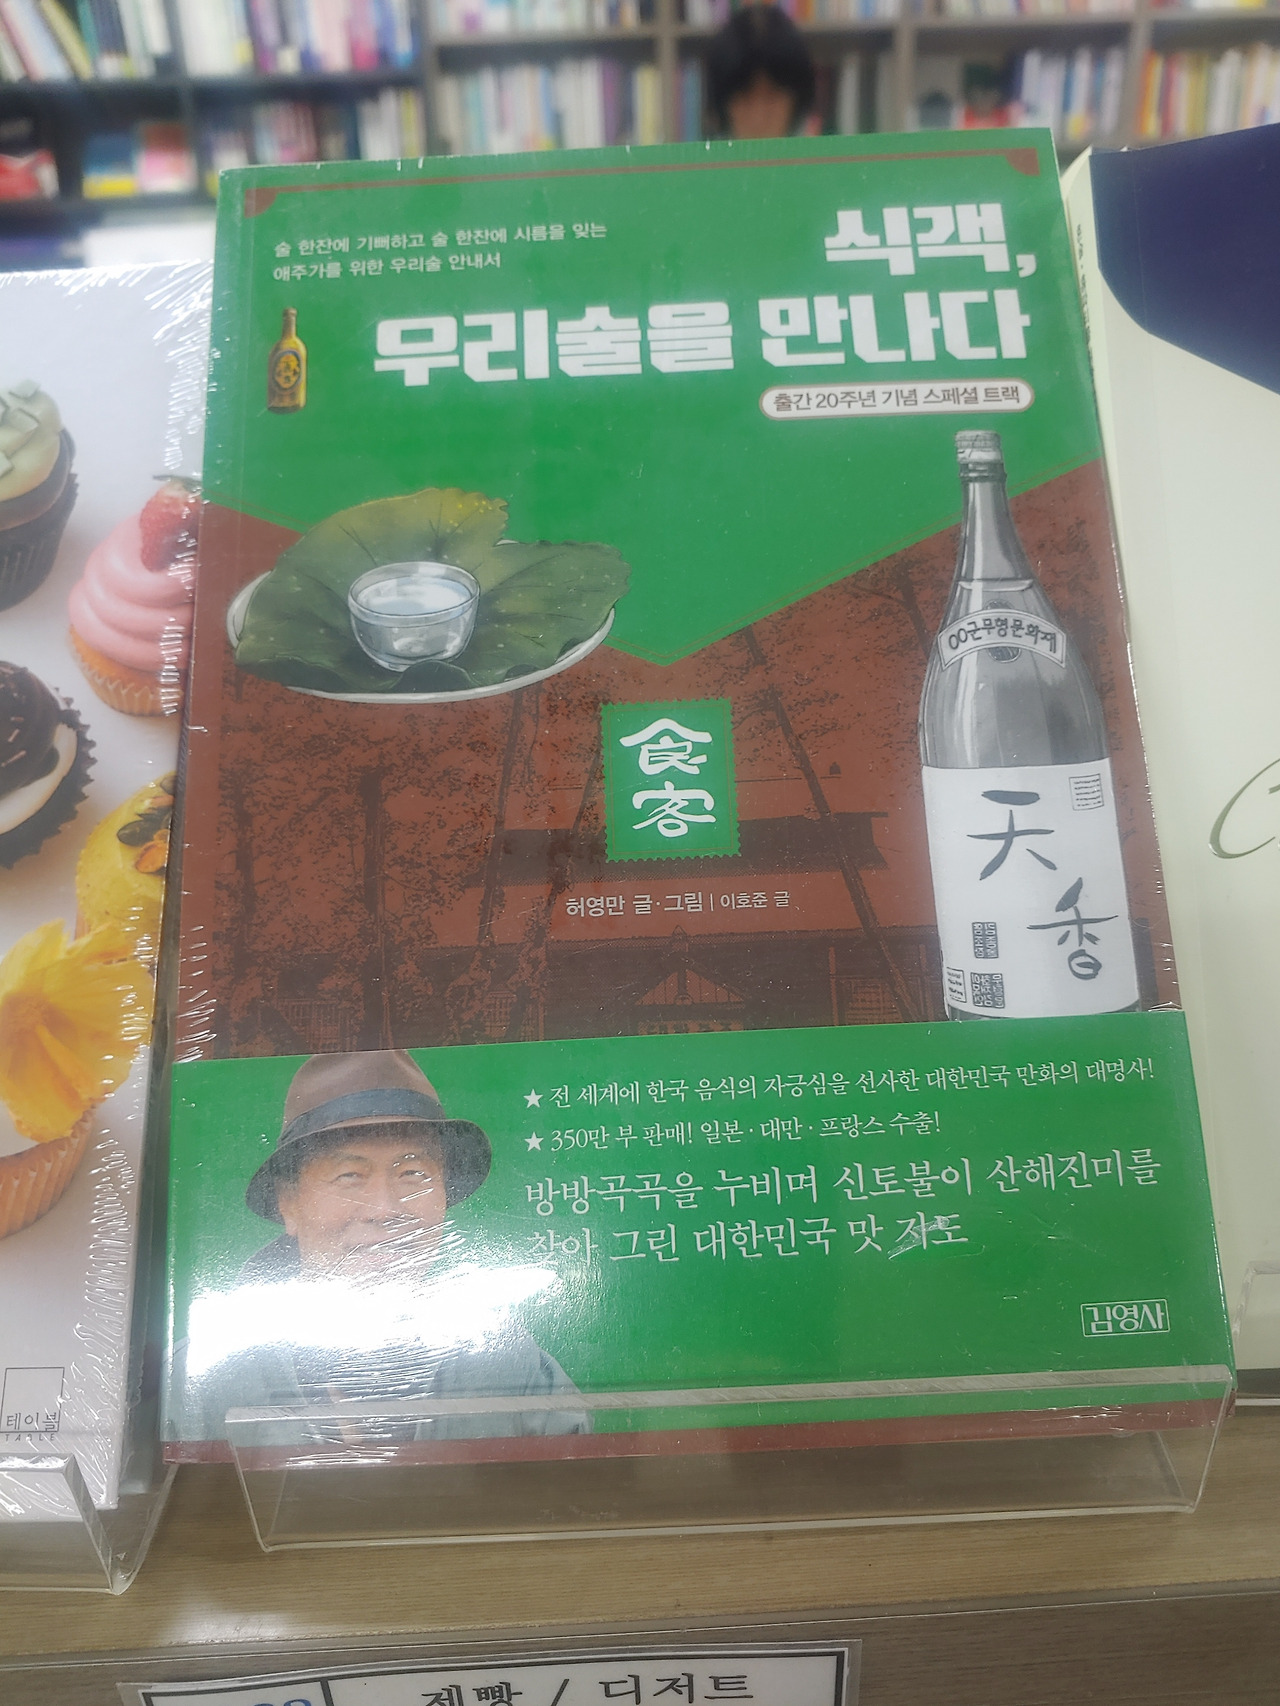 술 한잔에 기뻐하고 술 한잔에 시름을 잊는
애주가를 위한 우리술 안내서
식객,
우리술을 만나다
출간 20주년 기념 스페셜 트랙
00군무형문화재
天
香
食
客
허영만 글·그림 | 이호준 글
★ 전 세계에 한국 음식의 자긍심을 선사한 대한민국 만화의 대명사!
★ 350만 부 판매! 일본·대만·프랑스 수출!
방방곡곡을 누비며 신토불이 산해진미를
찾아 그린 대한민국 맛 지도
김영사
테이블
TABLE
제빵 / 디저트